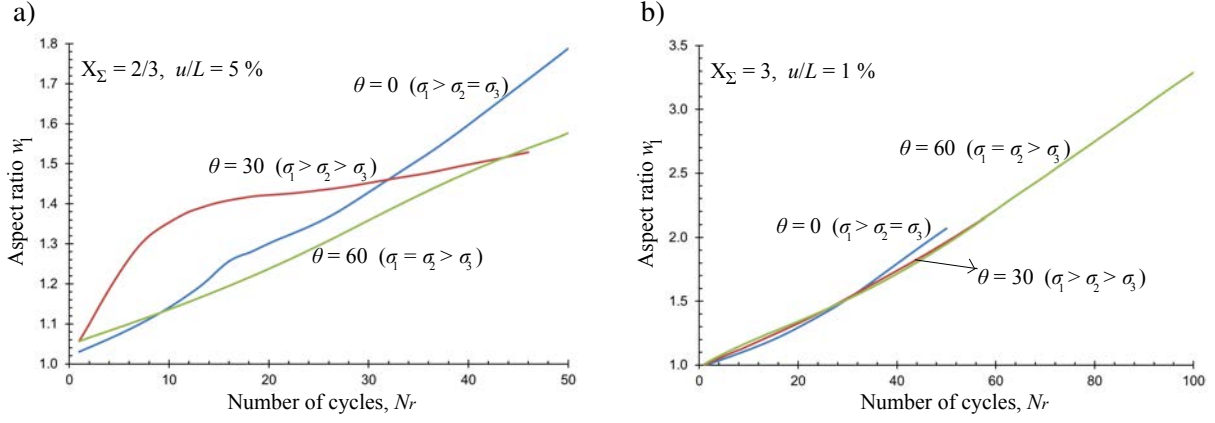 a)
Aspect ratio w₁
1.8
1.7
1.6
1.5
1.4
1.3
1.2
1.1
1.0
X_Σ = 2/3, u/L = 5 %
θ = 0 (σ₁ > σ₂ = σ₃)
θ = 30 (σ₁ > σ₂ > σ₃)
θ = 60 (σ₁ = σ₂ > σ₃)
0 10 20 30 40 50
Number of cycles, Nr
b)
Aspect ratio w₁
3.5
3.0
2.5
2.0
1.5
1.0
X_Σ = 3, u/L = 1 %
θ = 60 (σ₁ = σ₂ > σ₃)
θ = 0 (σ₁ > σ₂ = σ₃)
θ = 30 (σ₁ > σ₂ > σ₃)
0 20 40 60 80 100
Number of cycles, Nr